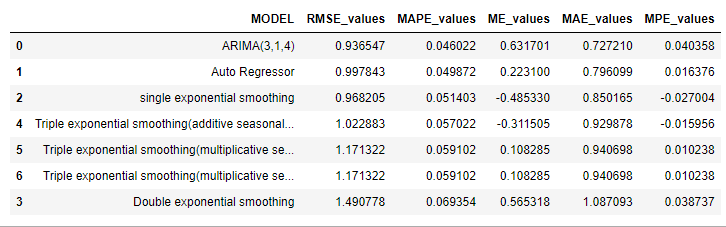 MODEL RMSE_values MAPE_values ME_values MAE_values MPE_values
0 ARIMA(3,1,4) 0.936547 0.046022 0.631701 0.727210 0.040358
1 Auto Regressor 0.997843 0.049872 0.223100 0.796099 0.016376
2 single exponential smoothing 0.968205 0.051403 -0.485330 0.850165 -0.027004
4 Triple exponential smoothing(additive seasonal... 1.022883 0.057022 -0.311505 0.929878 -0.015956
5 Triple exponential smoothing(multiplicative se... 1.171322 0.059102 0.108285 0.940698 0.010238
6 Triple exponential smoothing(multiplicative se... 1.171322 0.059102 0.108285 0.940698 0.010238
3 Double exponential smoothing 1.490778 0.069354 0.565318 1.087093 0.038737